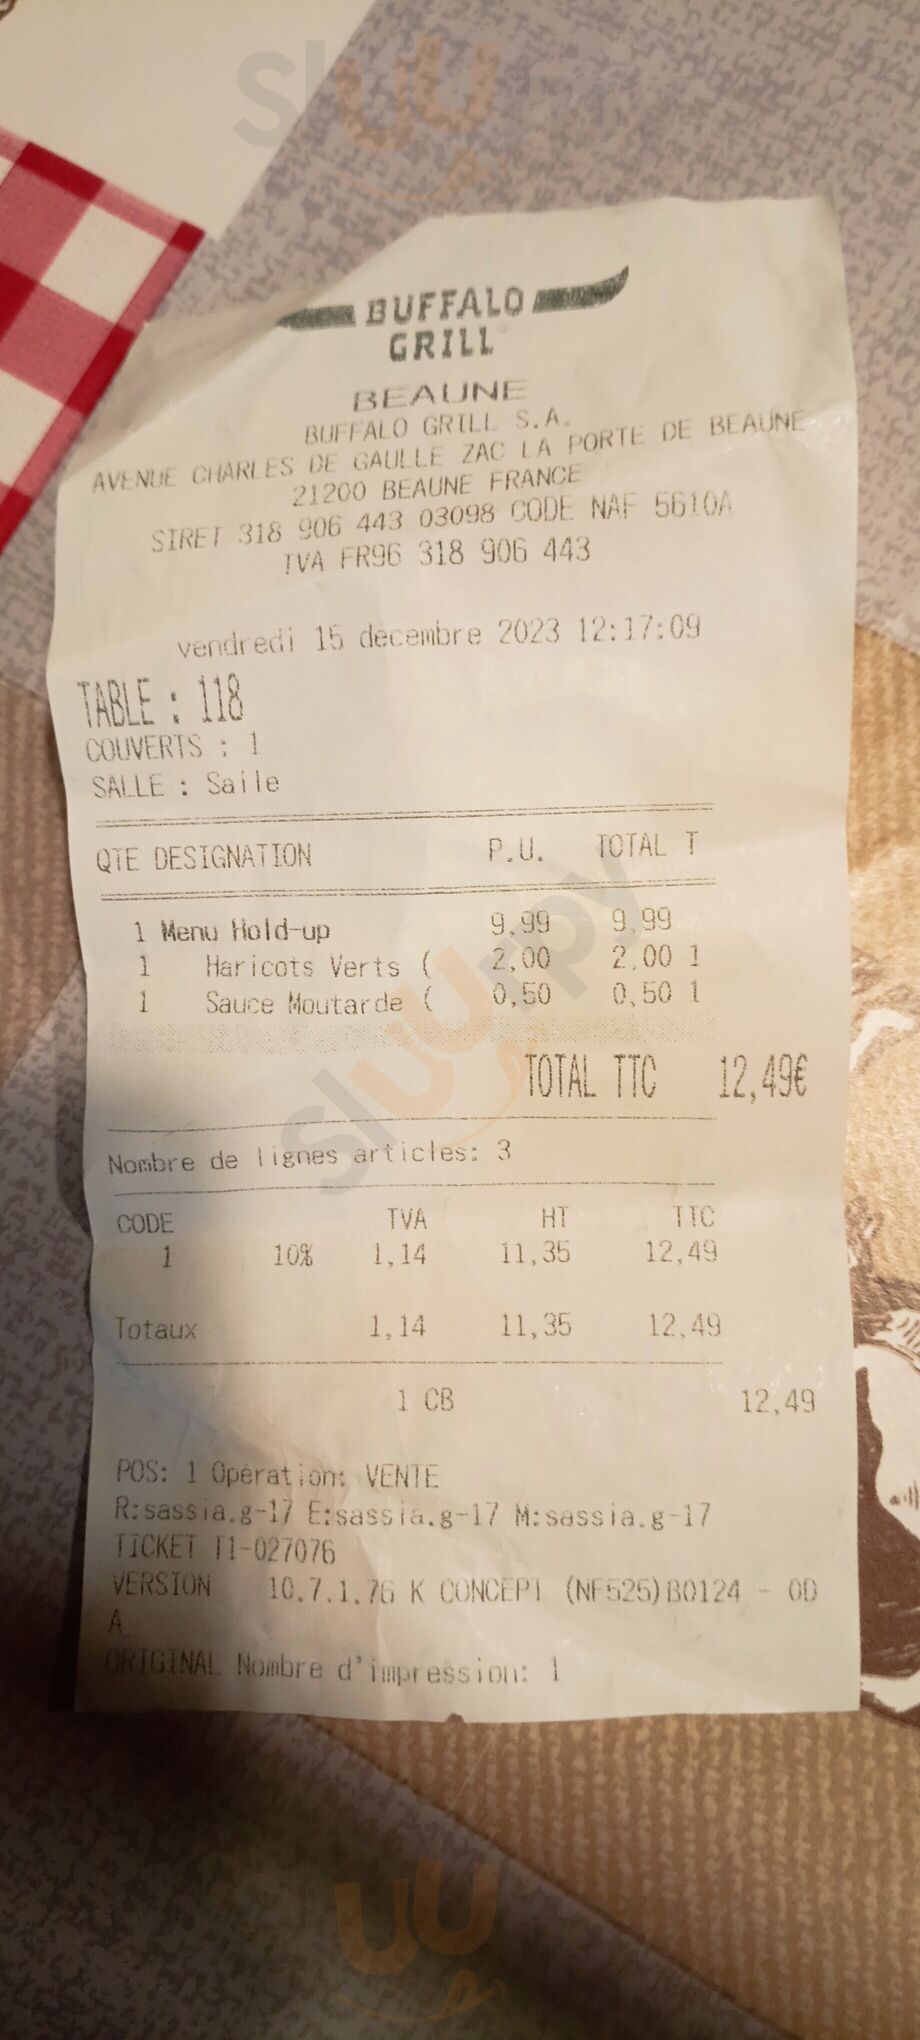 BUFFALO
GRILL
BEAUNE
BUFFALO GRILL S.A.
AVENUE CHARLES DE GAULLE ZAC LA PORTE DE BEAUNE
21200 BEAUNE FRANCE
SIRET 318 906 443 03098 CODE NAF 5610A
TVA FR96 318 906 443
vendredi 15 décembre 2023 12:17:09
TABLE : 118
COUVERTS : 1
SALLE : Salle
QTE DESIGNATION P.U. TOTAL T
1 Menu Hold-up 9,99 9,99
1 Haricots Verts ( 2,00 2,00 1
1 Sauce Moutarde ( 0,50 0,50 1
TOTAL TTC 12,49€
Nombre de lignes articles: 3
CODE TVA HT TTC
1 10% 1,14 11,35 12,49
Totaux 1,14 11,35 12,49
1 CB 12,49
POS: 1 Opération: VENTE
R:sassia.g-17 E:sassia.g-17 M:sassia.g-17
TICKET T1-027076
VERSION 10.7.1.76 K CONCEPT (NF525)B0124 - OD
A
ORIGINAL Nombre d'impression: 1
sluurpy